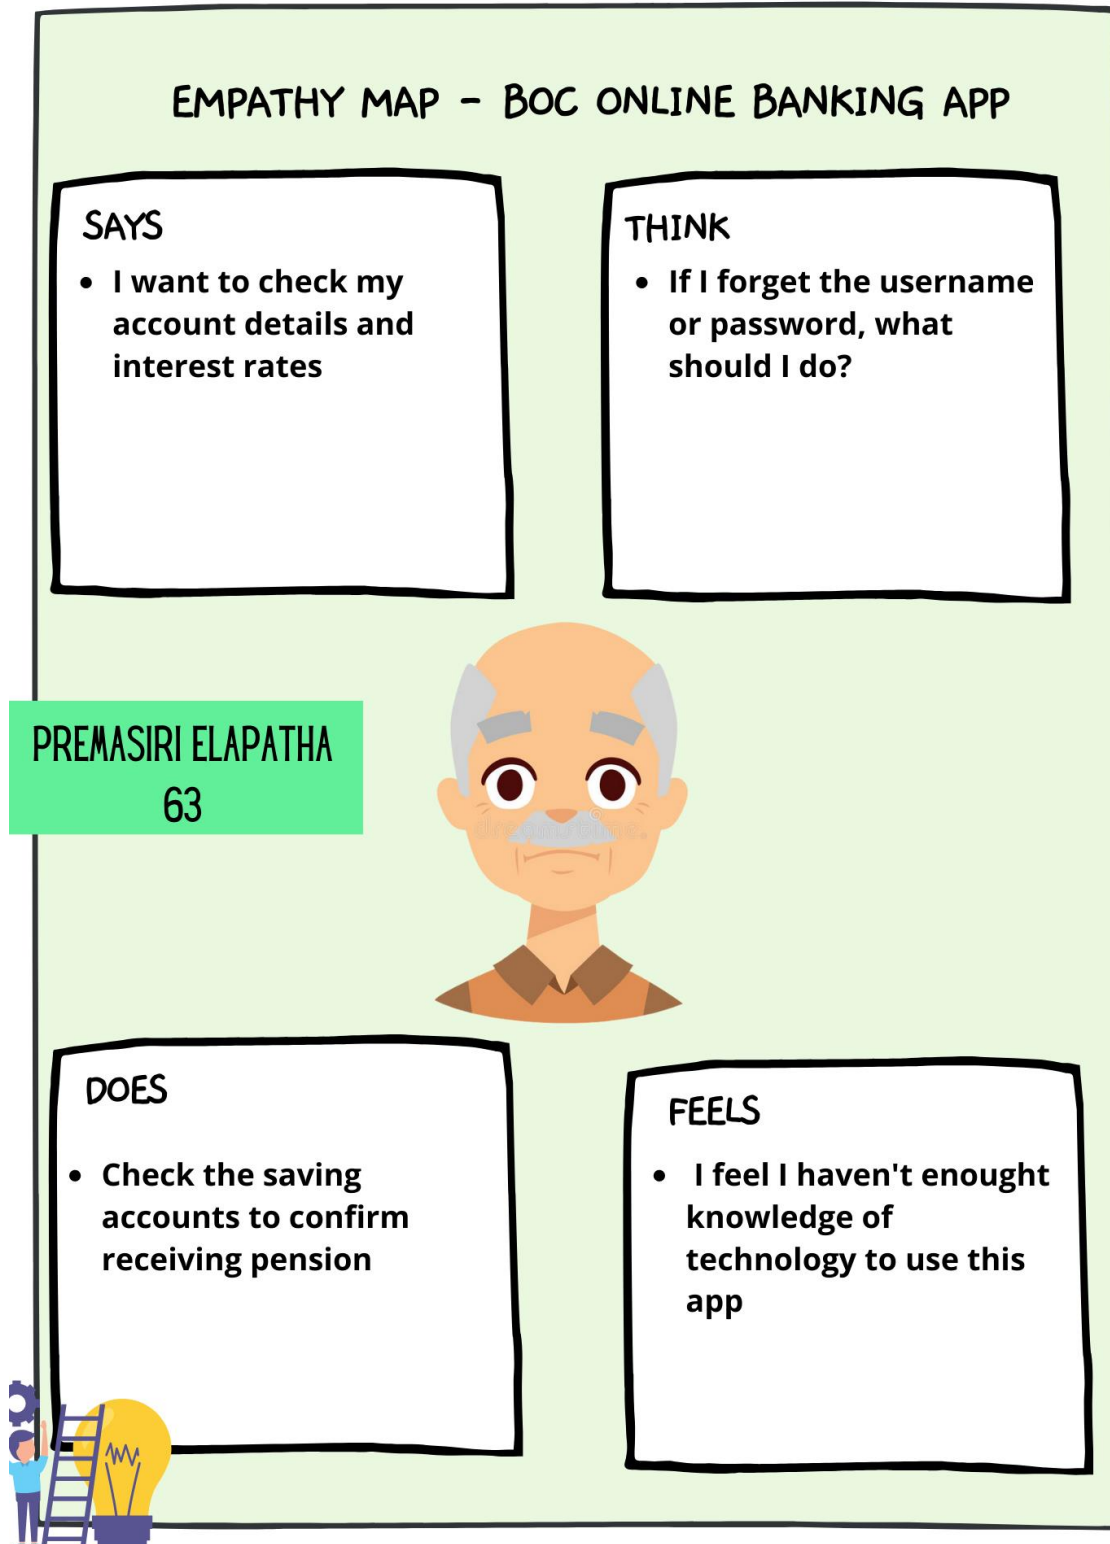 EMPATHY MAP - BOC ONLINE BANKING APP
SAYS
• I want to check my
account details and
interest rates
THINK
• If I forget the username
or password, what
should I do?
PREMASIRI ELAPATHA
63
dreamstime.
DOES
• Check the saving
accounts to confirm
receiving pension
FEELS
• I feel I haven't enought
knowledge of
technology to use this
app